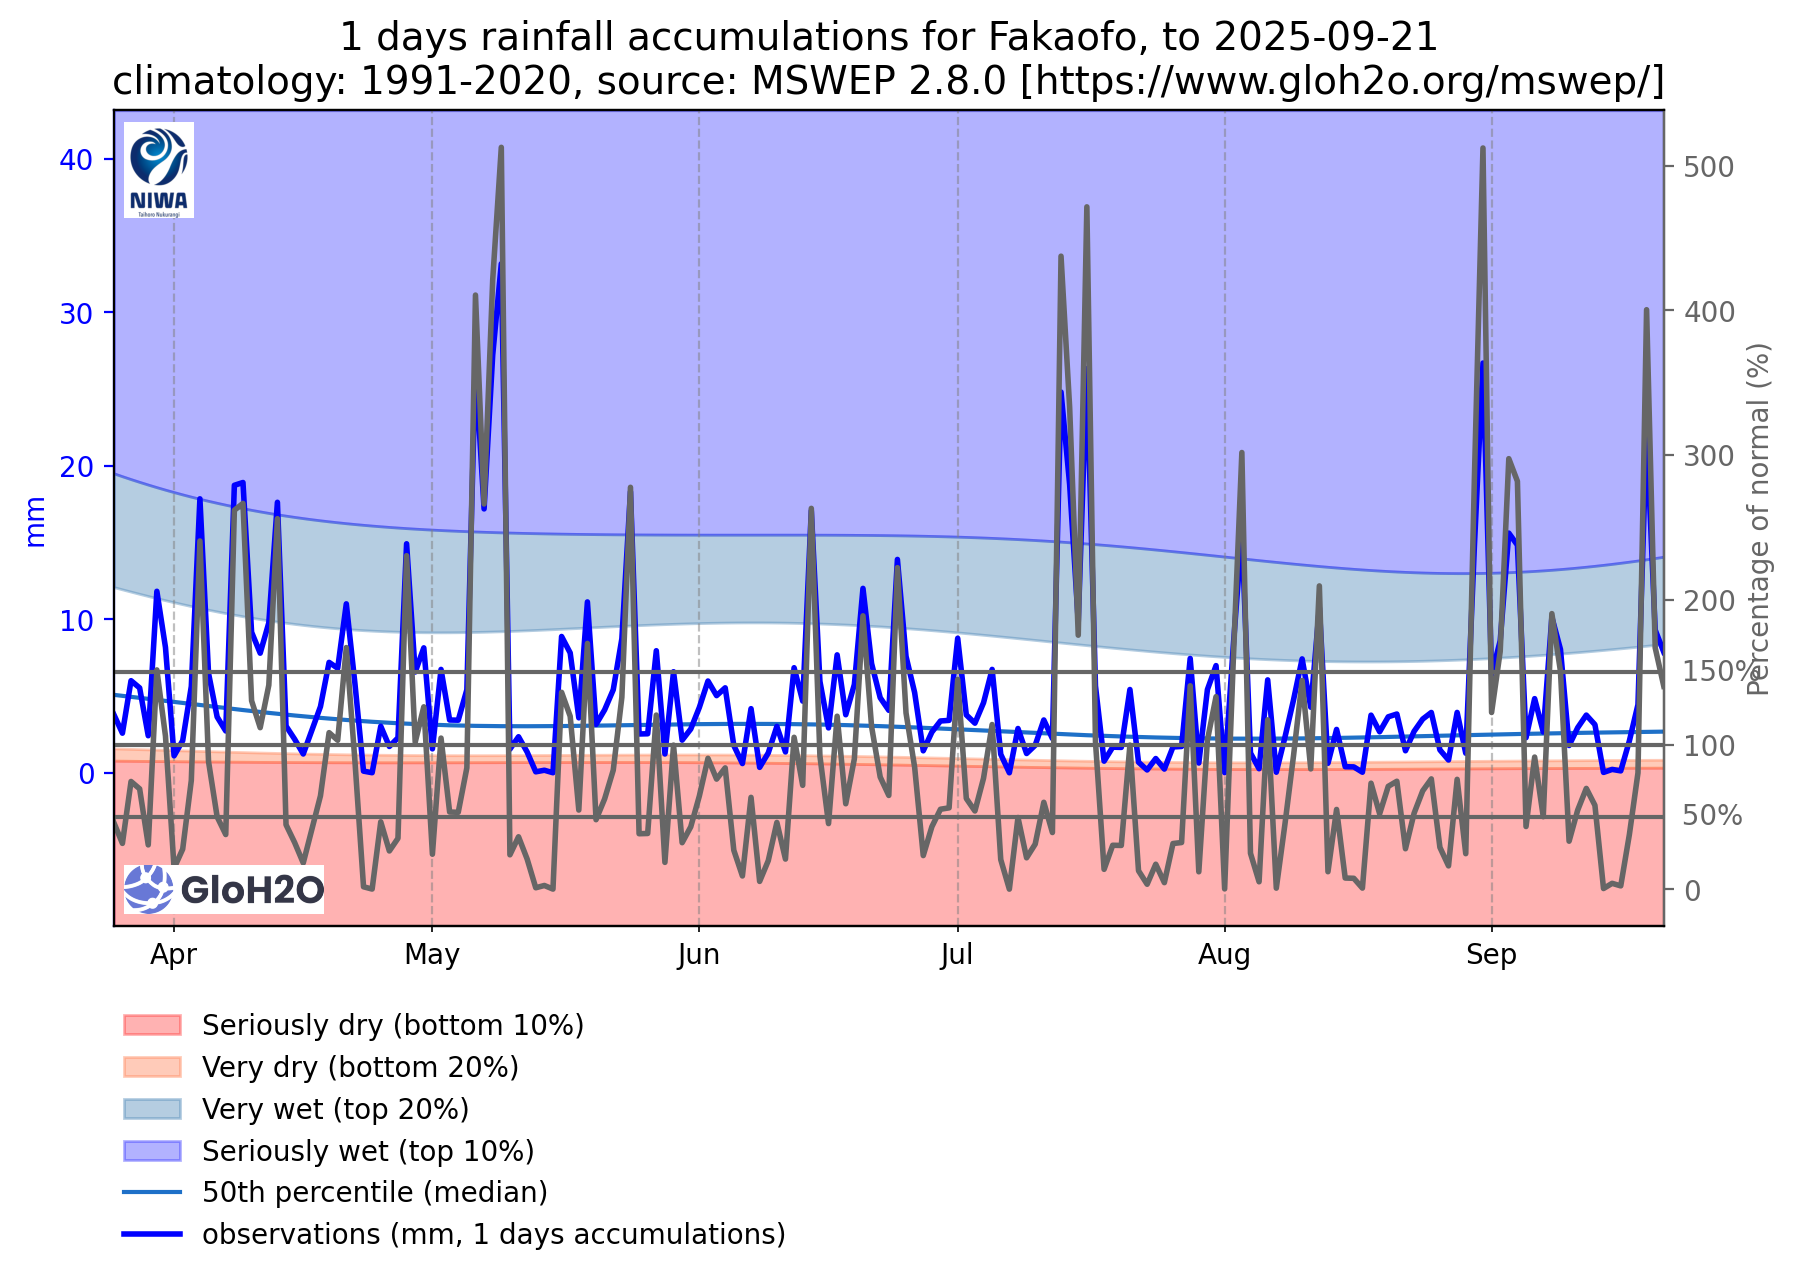 1 days rainfall accumulations for Fakaofo, to 2025-09-21
climatology: 1991-2020, source: MSWEP 2.8.0 [https://www.gloh2o.org/mswep/]
NIWA
Taihoro Nukurangi
40
30
20
10
0
mm
500
400
300
200
150%
100
50%
0
Percentage of normal (%)
GloH2O
Apr
May
Jun
Jul
Aug
Sep
Seriously dry (bottom 10%)
Very dry (bottom 20%)
Very wet (top 20%)
Seriously wet (top 10%)
50th percentile (median)
observations (mm, 1 days accumulations)